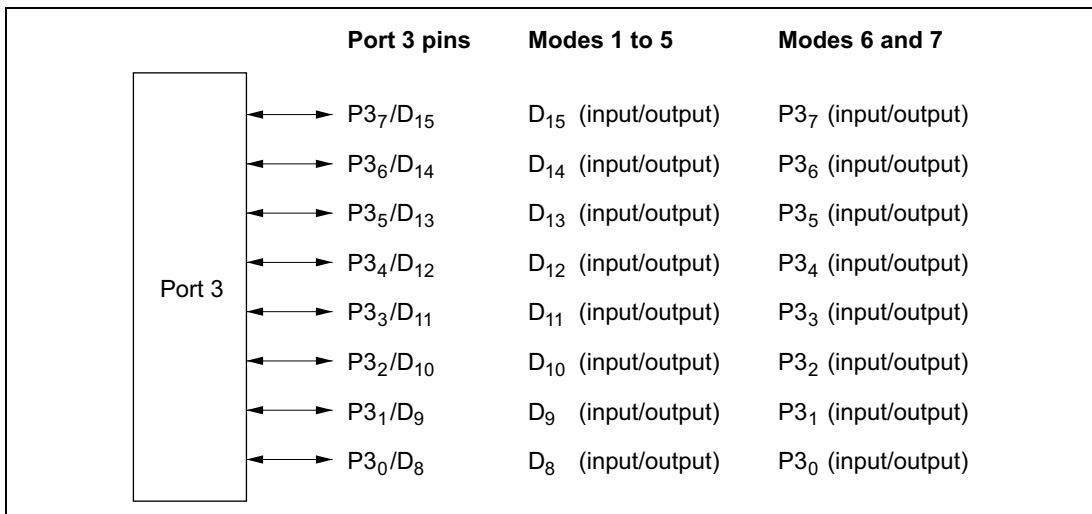 Port 3 pins Modes 1 to 5 Modes 6 and 7
P3₇/D₁₅ D₁₅ (input/output) P3₇ (input/output)
P3₆/D₁₄ D₁₄ (input/output) P3₆ (input/output)
P3₅/D₁₃ D₁₃ (input/output) P3₅ (input/output)
P3₄/D₁₂ D₁₂ (input/output) P3₄ (input/output)
Port 3
P3₃/D₁₁ D₁₁ (input/output) P3₃ (input/output)
P3₂/D₁₀ D₁₀ (input/output) P3₂ (input/output)
P3₁/D₉ D₉ (input/output) P3₁ (input/output)
P3₀/D₈ D₈ (input/output) P3₀ (input/output)